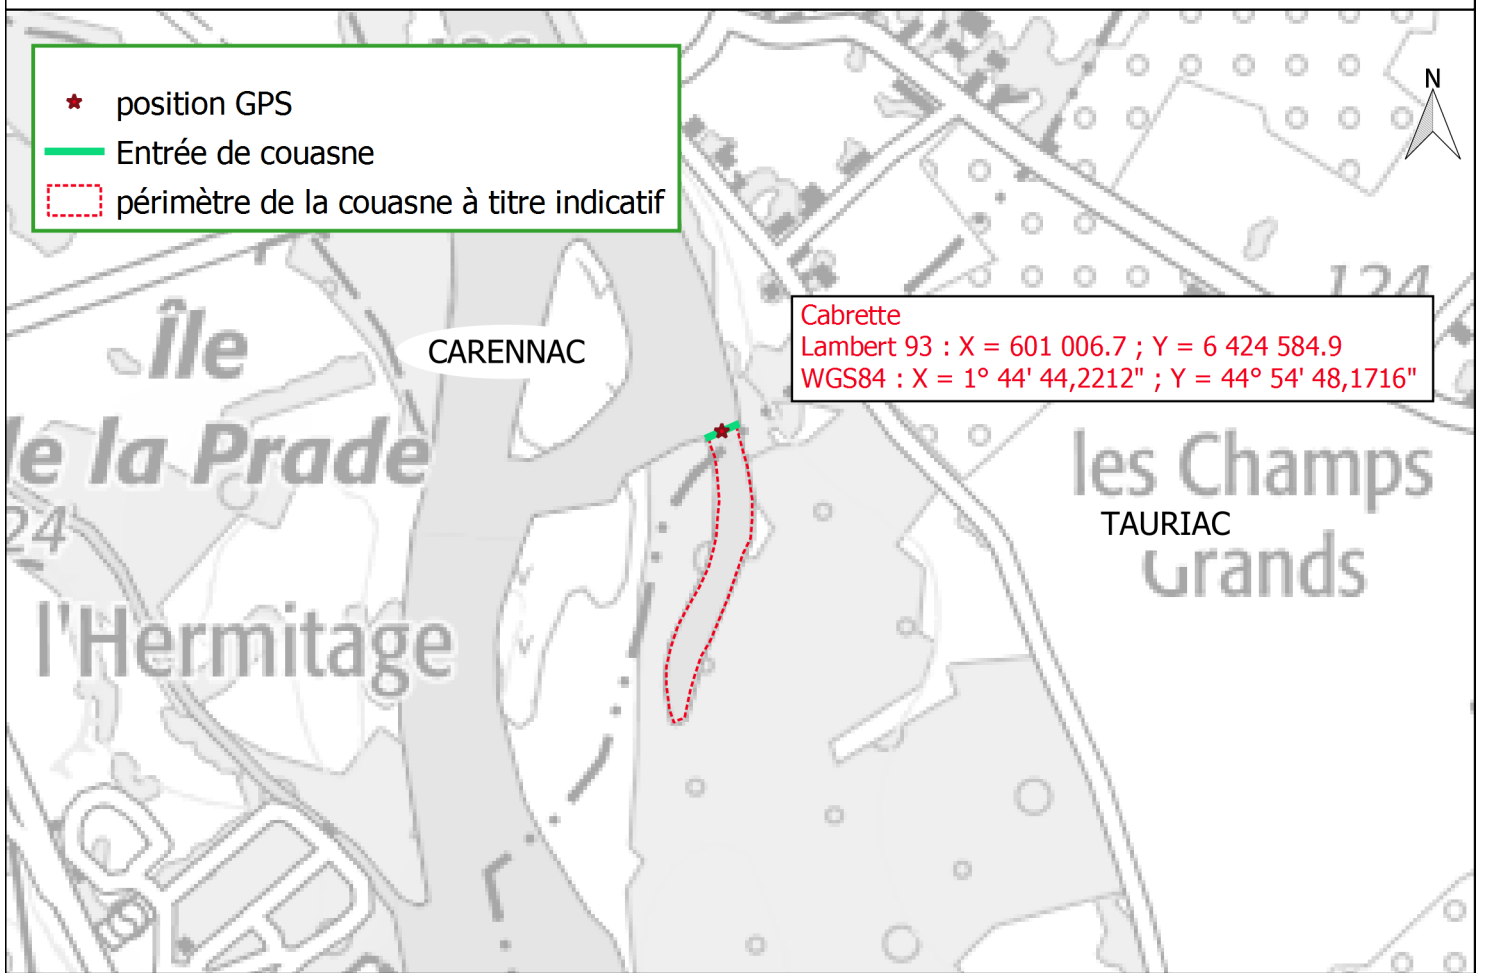 position GPS
Entrée de couasne
périmètre de la couasne à titre indicatif
N
124
Cabrette
Lambert 93 : X = 601 006.7 ; Y = 6 424 584.9
WGS84 : X = 1° 44' 44,2212" ; Y = 44° 54' 48,1716"
Île
CARENNAC
de la Prade
les Champs
TAURIAC
Grands
24
l'Hermitage